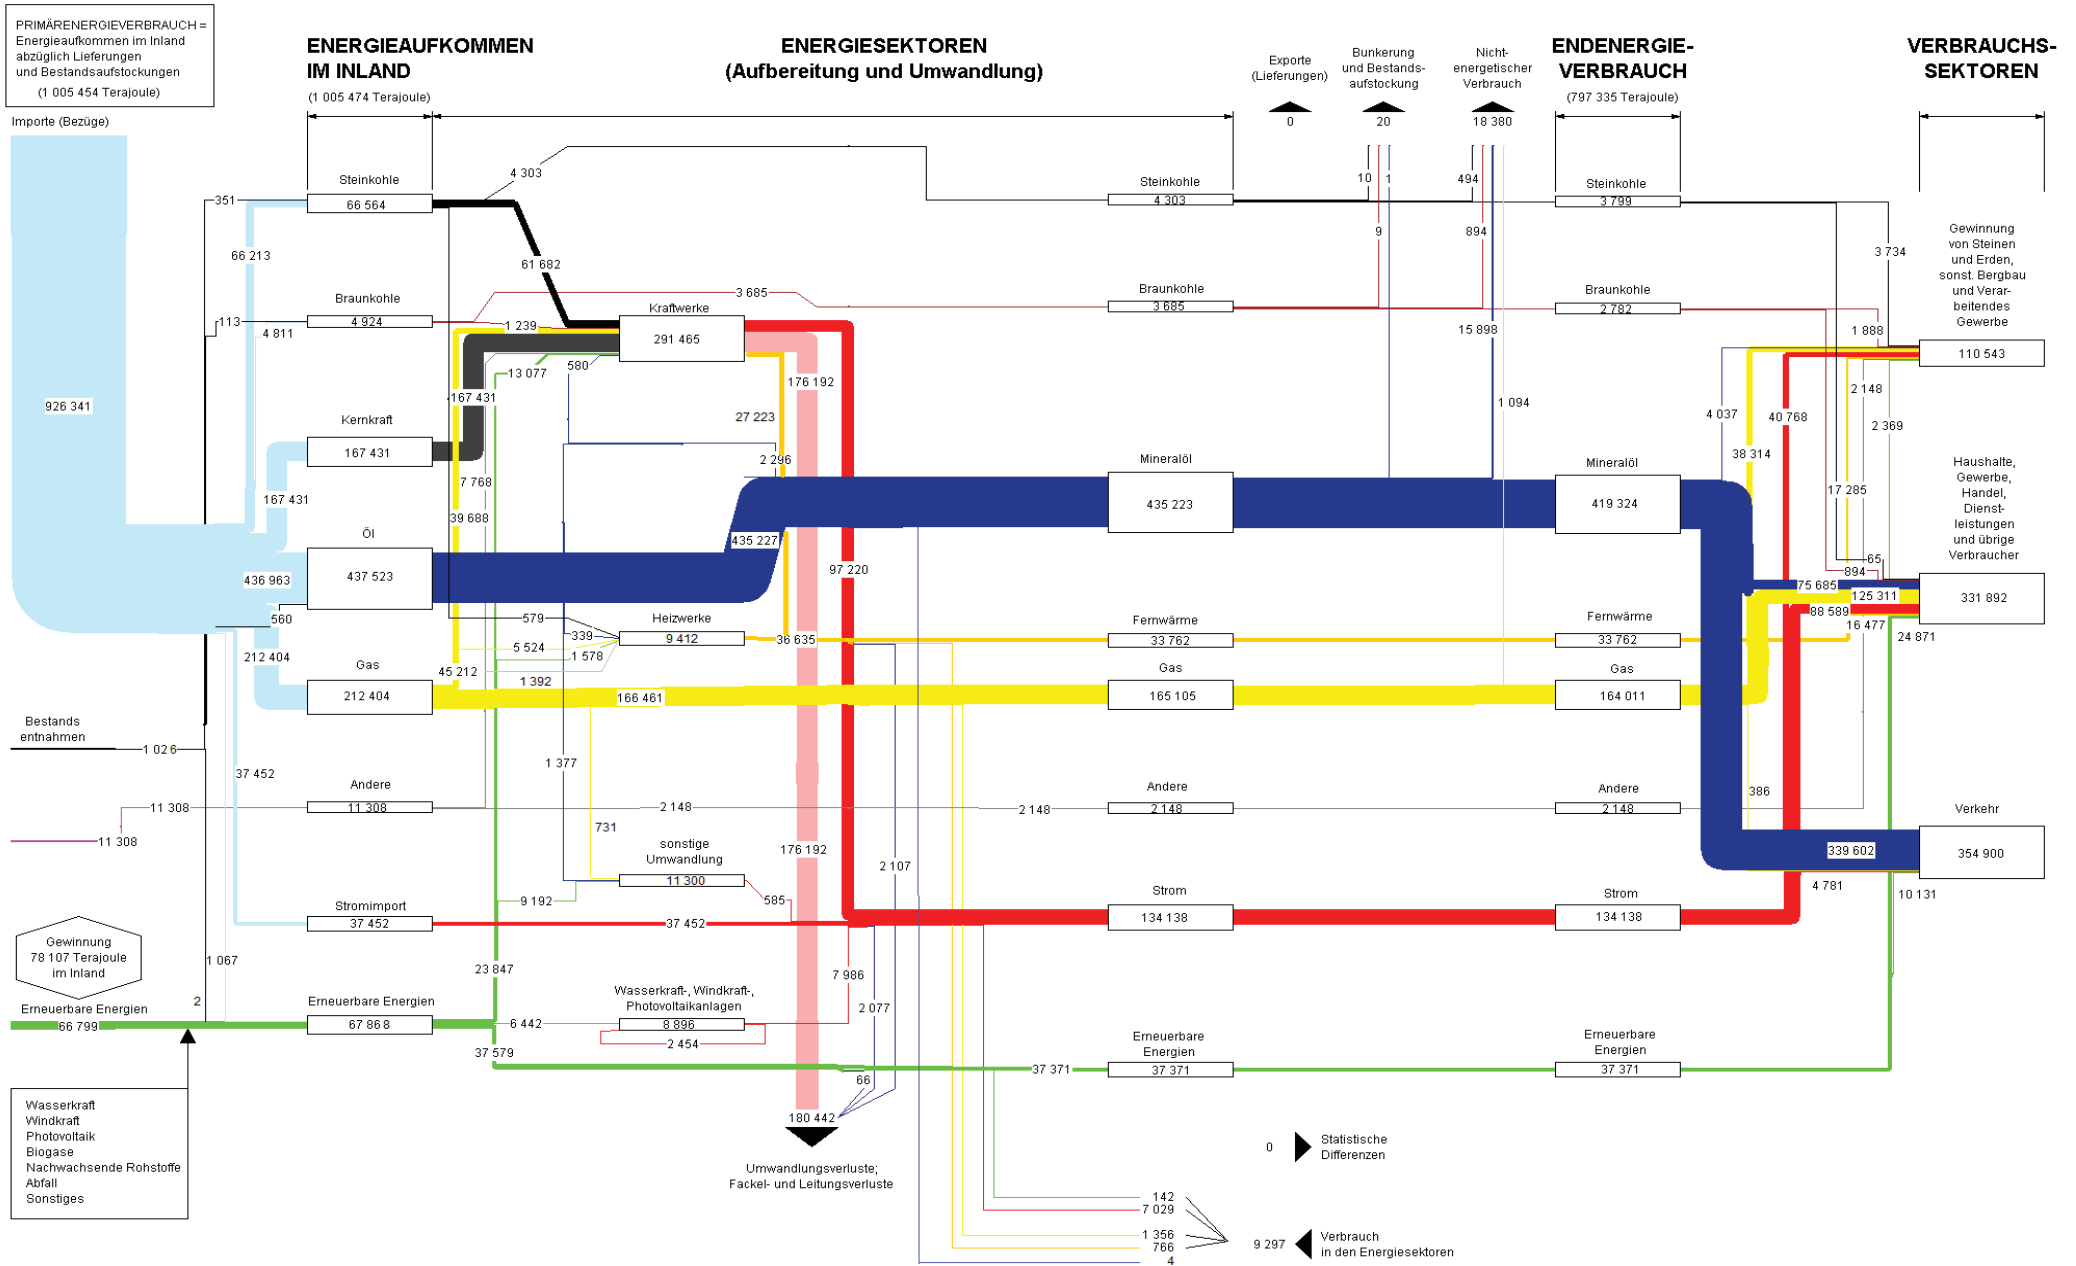 PRIMÄRENERGIEVERBRAUCH =
Energieaufkommen im Inland
abzüglich Lieferungen
und Bestandsaufstockungen
(1 005 454 Terajoule)
ENERGIEAUFKOMMEN
IM INLAND
(1 005 474 Terajoule)
ENERGIESEKTOREN
(Aufbereitung und Umwandlung)
Exporte
(Lieferungen)
0
Bunkerung
und Bestands-
aufstockung
20
Nicht-
energetischer
Verbrauch
18 380
ENDENERGIE-
VERBRAUCH
(797 335 Terajoule)
VERBRAUCHS-
SEKTOREN
Importe (Bezüge)
926 341
351
66 213
113
4 811
167 431
436 963
560
212 404
37 452
Bestands
entnahmen
1 026
11 308
11 308
1 067
2
Gewinnung
78 107 Terajoule
im Inland
Erneuerbare Energien
66 799
Wasserkraft
Windkraft
Photovoltaik
Biogase
Nachwachsende Rohstoffe
Abfall
Sonstiges
Steinkohle
66 564
Braunkohle
4 924
Kernkraft
167 431
Öl
437 523
Gas
212 404
Andere
11 308
Stromimport
37 452
Erneuerbare Energien
67 868
4 303
61 682
3 685
1 239
13 077
580
167 431
7 768
39 688
45 212
579
339
5 524
1 578
1 392
166 461
1 377
731
2 148
9 192
37 452
23 847
6 442
37 579
Kraftwerke
291 465
176 192
27 223
2 296
435 227
97 220
Heizwerke
9 412
36 635
sonstige
Umwandlung
11 300
585
176 192
2 107
7 986
2 077
Wasserkraft-, Windkraft-,
Photovoltaikanlagen
8 896
2 454
66
180 442
Umwandlungsverluste;
Fackel- und Leitungsverluste
Steinkohle
4 303
Braunkohle
3 685
Mineralöl
435 223
Fernwärme
33 762
Gas
165 105
2 148
Andere
2 148
Strom
134 138
37 371
Erneuerbare
Energien
37 371
10
1
9
494
894
15 898
1 094
Steinkohle
3 799
Braunkohle
2 782
Mineralöl
419 324
Fernwärme
33 762
Gas
164 011
Andere
2 148
Strom
134 138
Erneuerbare
Energien
37 371
3 734
1 888
4 037
38 314
40 768
2 148
2 369
17 285
65
894
75 685
125 311
88 589
16 477
24 871
386
339 602
4 781
10 131
Gewinnung
von Steinen
und Erden,
sonst. Bergbau
und Verar-
beitendes
Gewerbe
110 543
Haushalte,
Gewerbe,
Handel,
Dienst-
leistungen
und übrige
Verbraucher
331 892
Verkehr
354 900
0
Statistische
Differenzen
142
7 029
1 356
766
4
9 297
Verbrauch
in den Energiesektoren